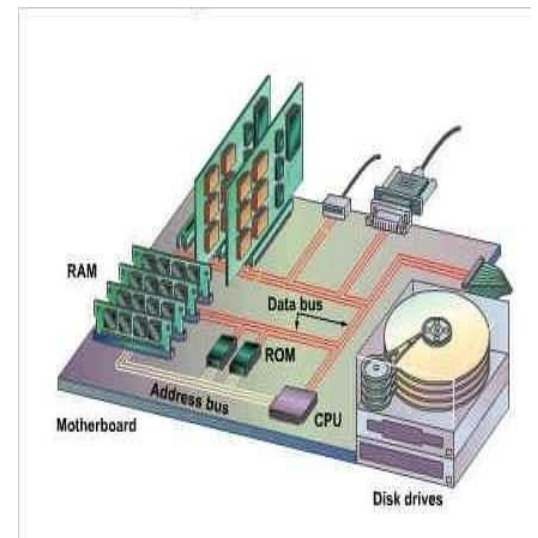 RAM
Data bus
ROM
Address bus
CPU
Motherboard
Disk drives